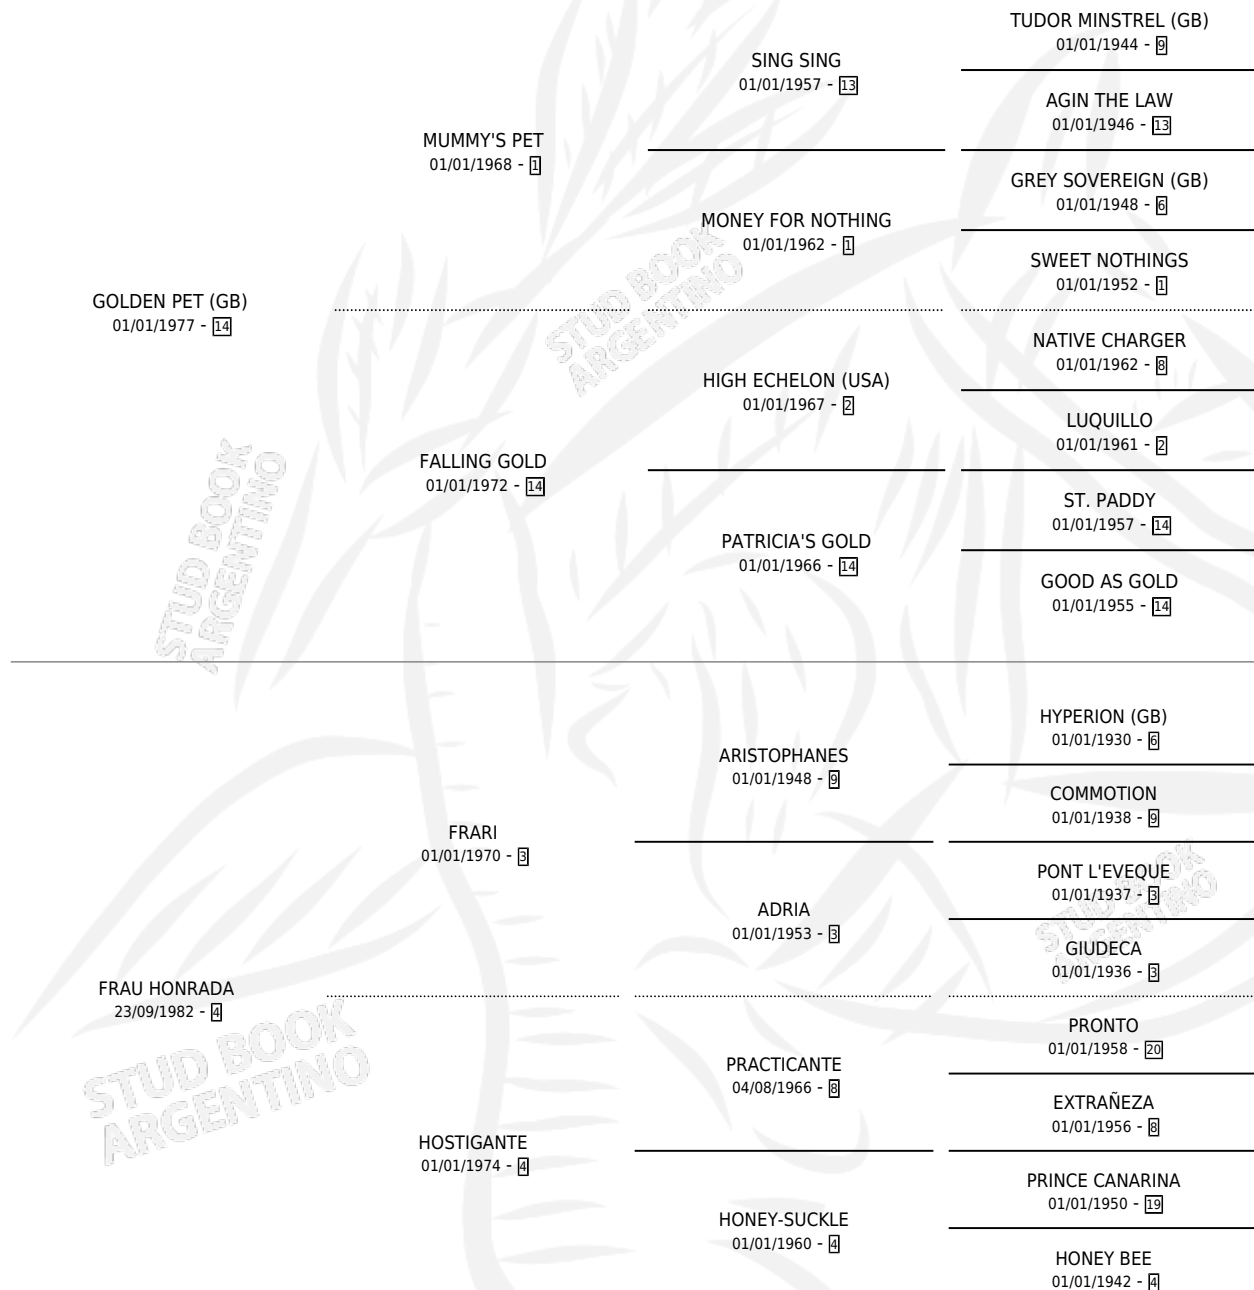 TUDOR MINSTREL (GB)
01/01/1944 - 9
SING SING
01/01/1957 - 13
AGIN THE LAW
01/01/1946 - 13
MUMMY'S PET
01/01/1968 - 1
GREY SOVEREIGN (GB)
01/01/1948 - 6
MONEY FOR NOTHING
01/01/1962 - 1
SWEET NOTHINGS
01/01/1952 - 1
GOLDEN PET (GB)
01/01/1977 - 14
STUD BOOK
ARGENTINO
NATIVE CHARGER
01/01/1962 - 8
HIGH ECHELON (USA)
01/01/1967 - 2
LUQUILLO
01/01/1961 - 2
FALLING GOLD
01/01/1972 - 14
ST. PADDY
01/01/1957 - 14
PATRICIA'S GOLD
01/01/1966 - 14
GOOD AS GOLD
01/01/1955 - 14
STUD BOOK
ARGENTINO
HYPERION (GB)
01/01/1930 - 6
ARISTOPHANES
01/01/1948 - 9
COMMOTION
01/01/1938 - 9
FRARI
01/01/1970 - 3
PONT L'EVEQUE
01/01/1937 - 3
ADRIA
01/01/1953 - 3
STUD BOOK
ARGENTINO
GIUDECA
01/01/1936 - 3
FRAU HONRADA
23/09/1982 - 4
STUD BOOK
ARGENTINO
PRONTO
01/01/1958 - 20
PRACTICANTE
04/08/1966 - 8
EXTRAÑEZA
01/01/1956 - 8
HOSTIGANTE
01/01/1974 - 4
PRINCE CANARINA
01/01/1950 - 19
HONEY-SUCKLE
01/01/1960 - 4
HONEY BEE
01/01/1942 - 4